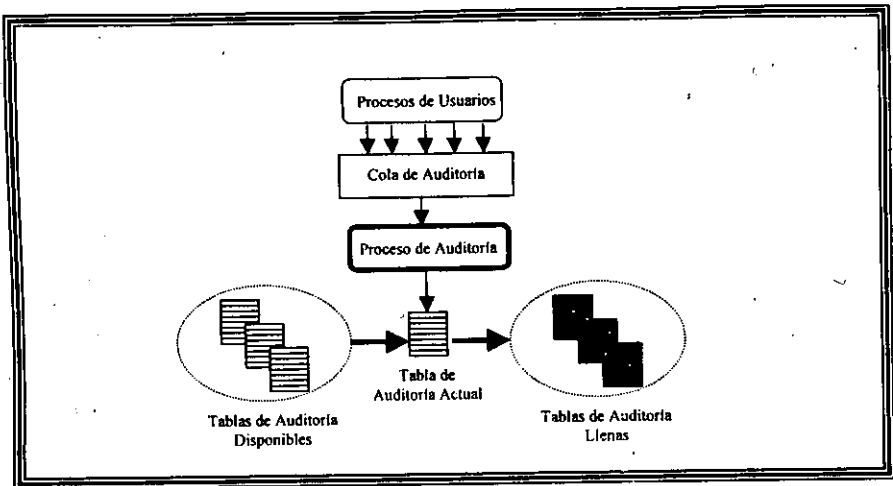 Procesos de Usuarios
Cola de Auditoría
Proceso de Auditoría
Tabla de
Auditoría Actual
Tablas de Auditoría
Disponibles
Tablas de Auditoría
Llenas